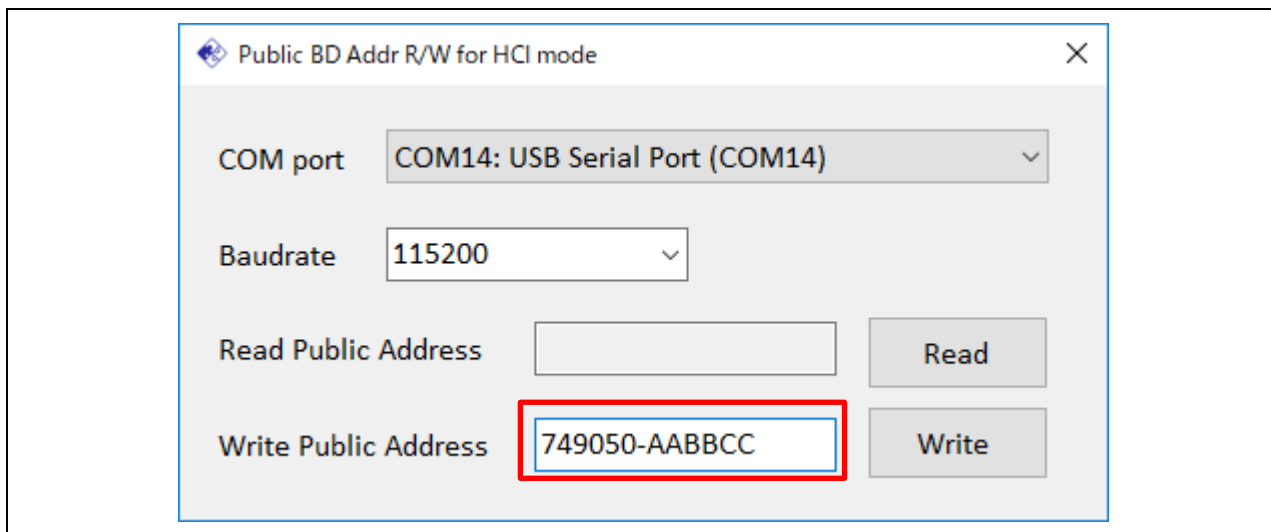 Public BD Addr R/W for HCI mode
COM port
COM14: USB Serial Port (COM14)
Baudrate
115200
Read Public Address
Read
Write Public Address
749050-AABBCC
Write